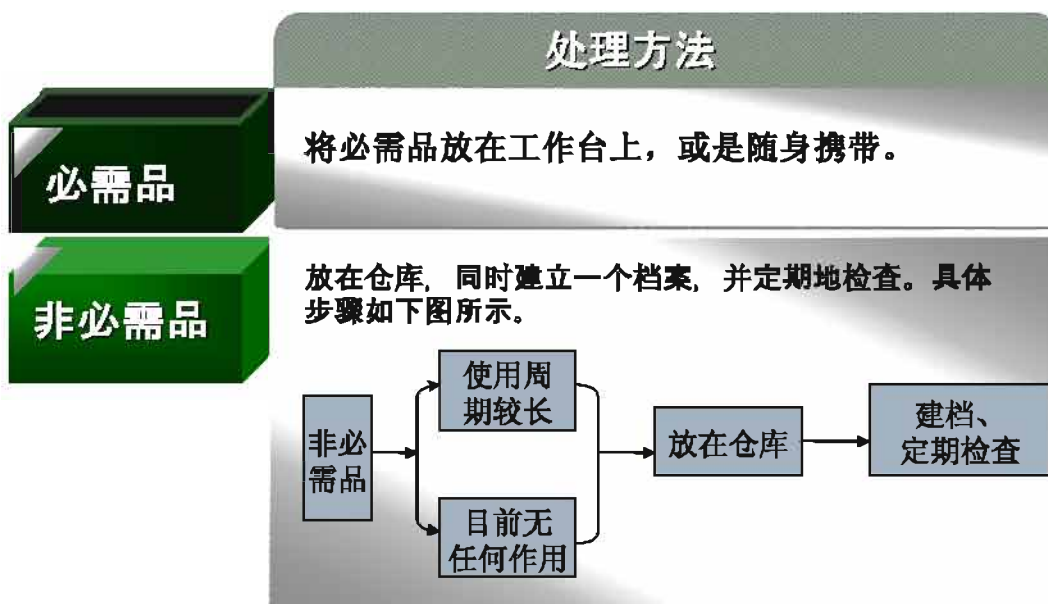 处理方法
必需品
将必需品放在工作台上，或是随身携带。
非必需品
放在仓库，同时建立一个档案，并定期地检查。具体
步骤如下图所示。
非必
需品
使用周
期较长
目前无
任何作用
放在仓库
建档、
定期检查